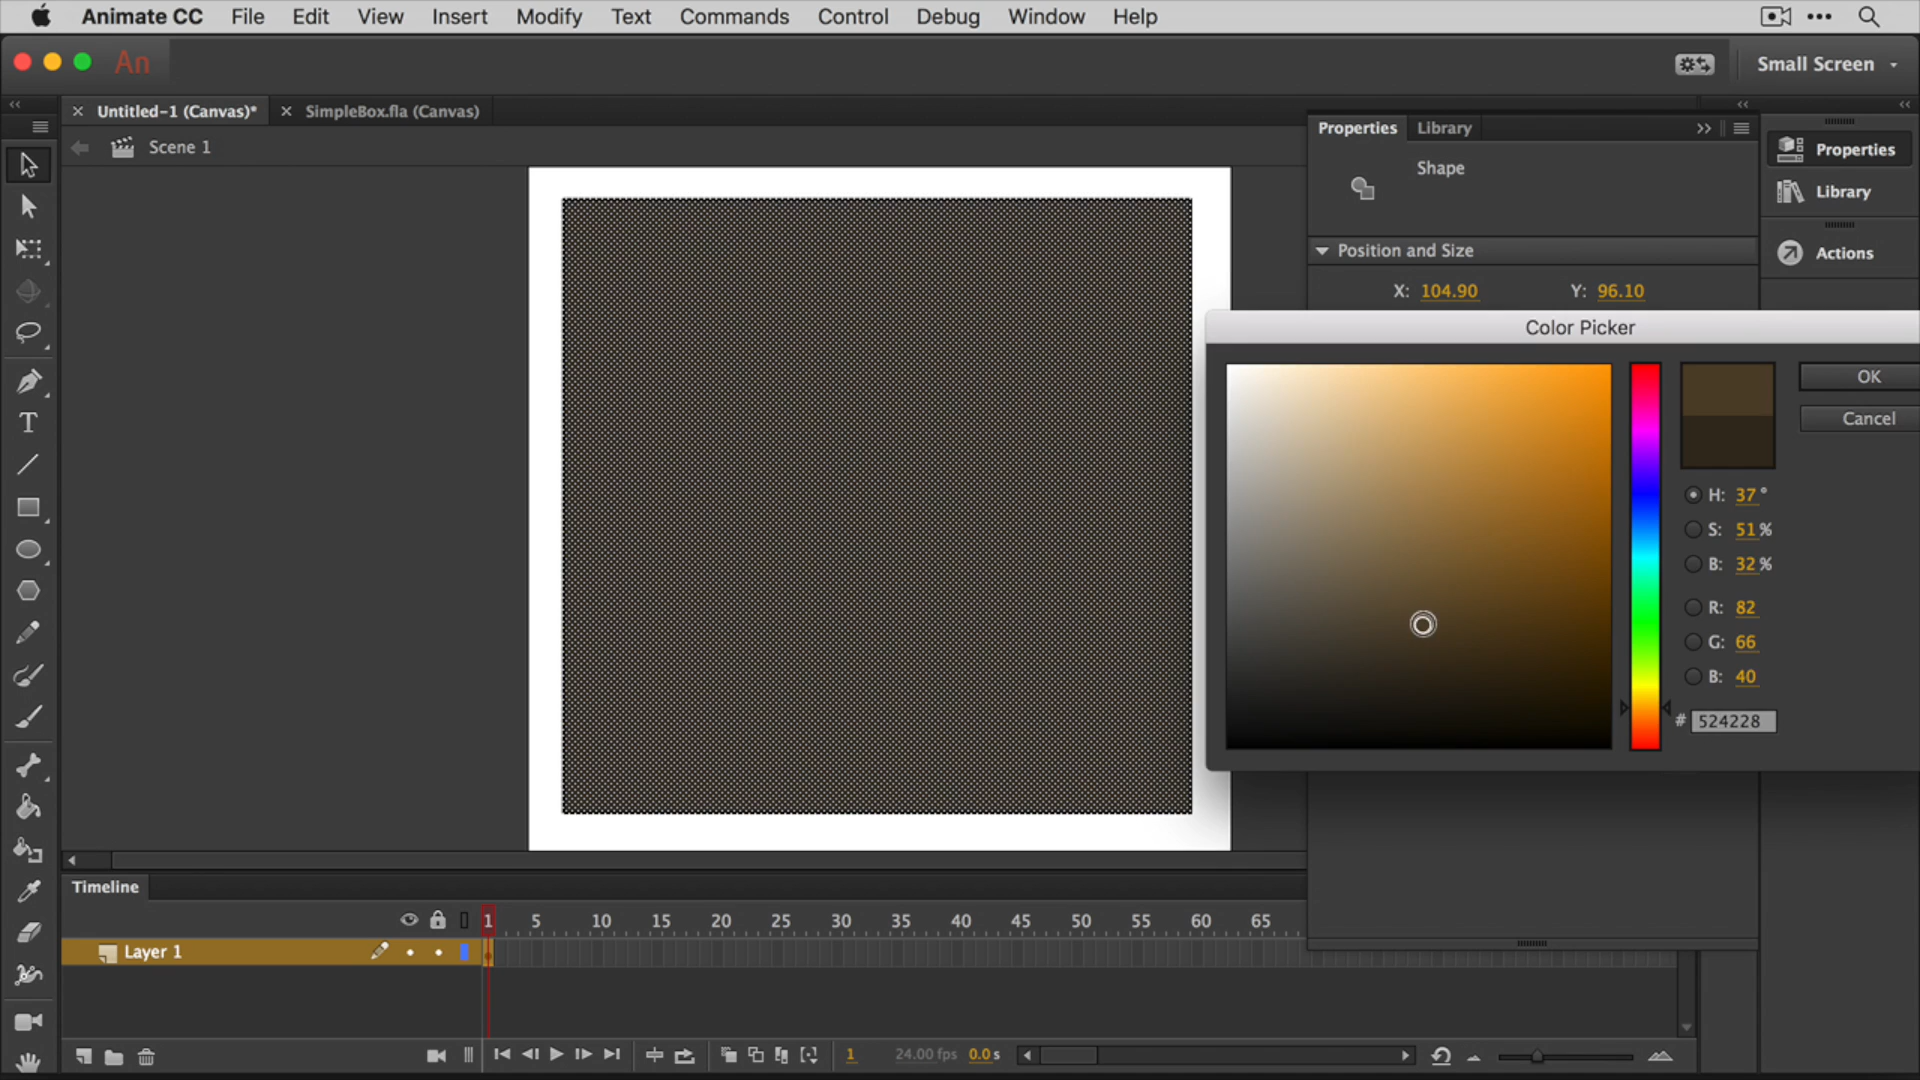 Animate CC File Edit View Insert Modify Text Commands Control Debug Window Help
An
Small Screen
Untitled-1 (Canvas)*
SimpleBox.fla (Canvas)
Scene 1
Properties Library
Shape
Position and Size
X: 104.90 Y: 96.10
Properties
Library
Actions
Color Picker
OK
Cancel
H: 37 °
S: 51 %
B: 32 %
R: 82
G: 66
B: 40
# 524228
T
Timeline
1 5 10 15 20 25 30 35 40 45 50 55 60 65
Layer 1
1 24.00 fps 0.0 s